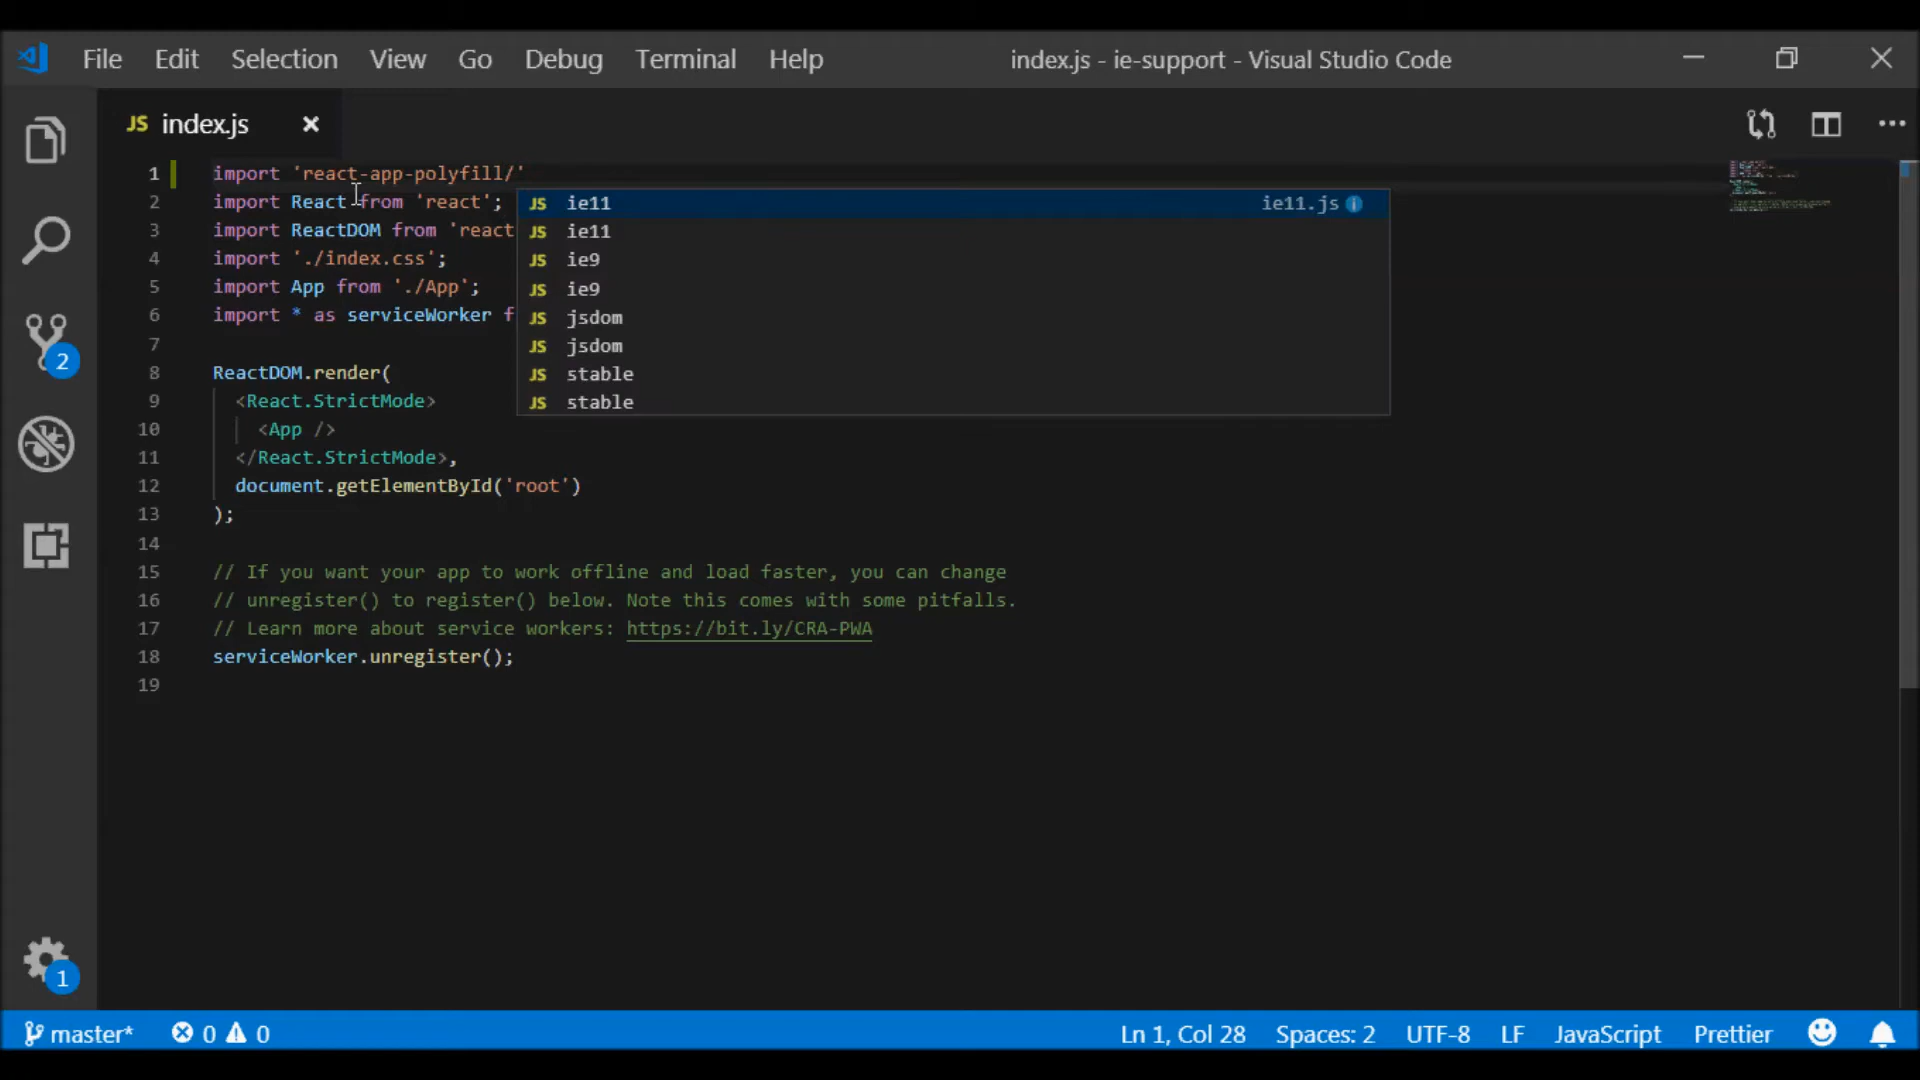 File Edit Selection View Go Debug Terminal Help index.js - ie-support - Visual Studio Code
JS index.js
1 import 'react-app-polyfill/'
2 import React from 'react';
3 import ReactDOM from 'react
4 import './index.css';
5 import App from './App';
6 import * as serviceWorker f
JS ie11 ie11.js
JS ie11
JS ie9
JS ie9
JS jsdom
JS jsdom
JS stable
JS stable
7
8 ReactDOM.render(
9 <React.StrictMode>
10 <App />
11 </React.StrictMode>,
12 document.getElementById('root')
13 );
14
15 // If you want your app to work offline and load faster, you can change
16 // unregister() to register() below. Note this comes with some pitfalls.
17 // Learn more about service workers: https://bit.ly/CRA-PWA
18 serviceWorker.unregister();
19
2
1
master* 0 0 Ln 1, Col 28 Spaces: 2 UTF-8 LF JavaScript Prettier